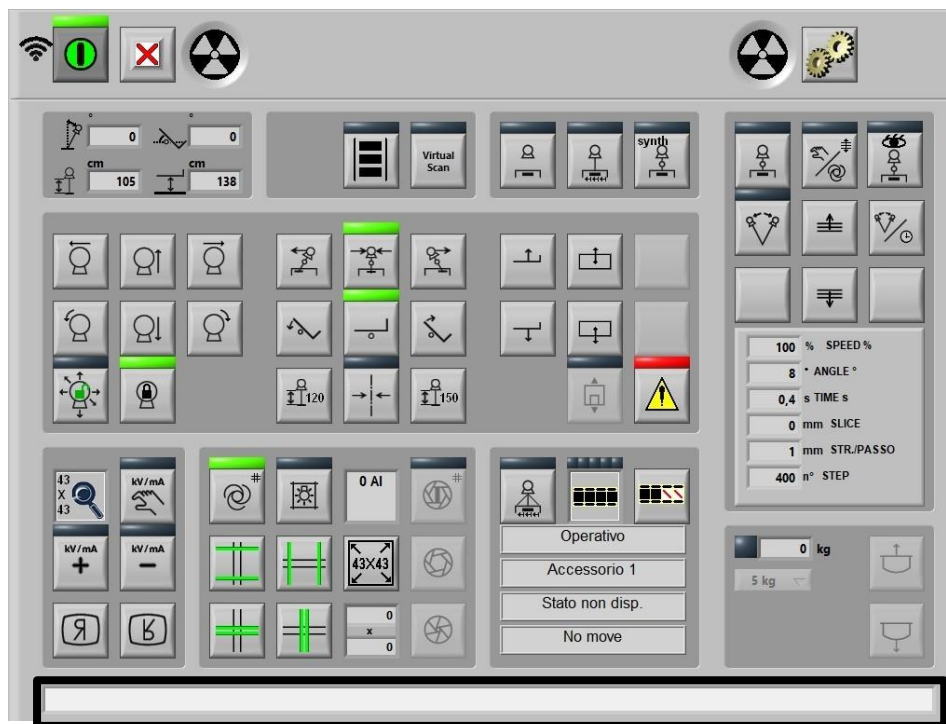 ° °
0 0
cm cm
105 138
Virtual
Scan
synth
120
150
100 % SPEED %
8 ° ANGLE °
0,4 s TIME s
0 mm SLICE
1 mm STR./PASSO
400 n° STEP
43
X
43
kV/mA
kV/mA
+
kV/mA
−
R
R
#
0 Al
#
43X43
0
x
0
Operativo
Accessorio 1
Stato non disp.
No move
0 kg
5 kg